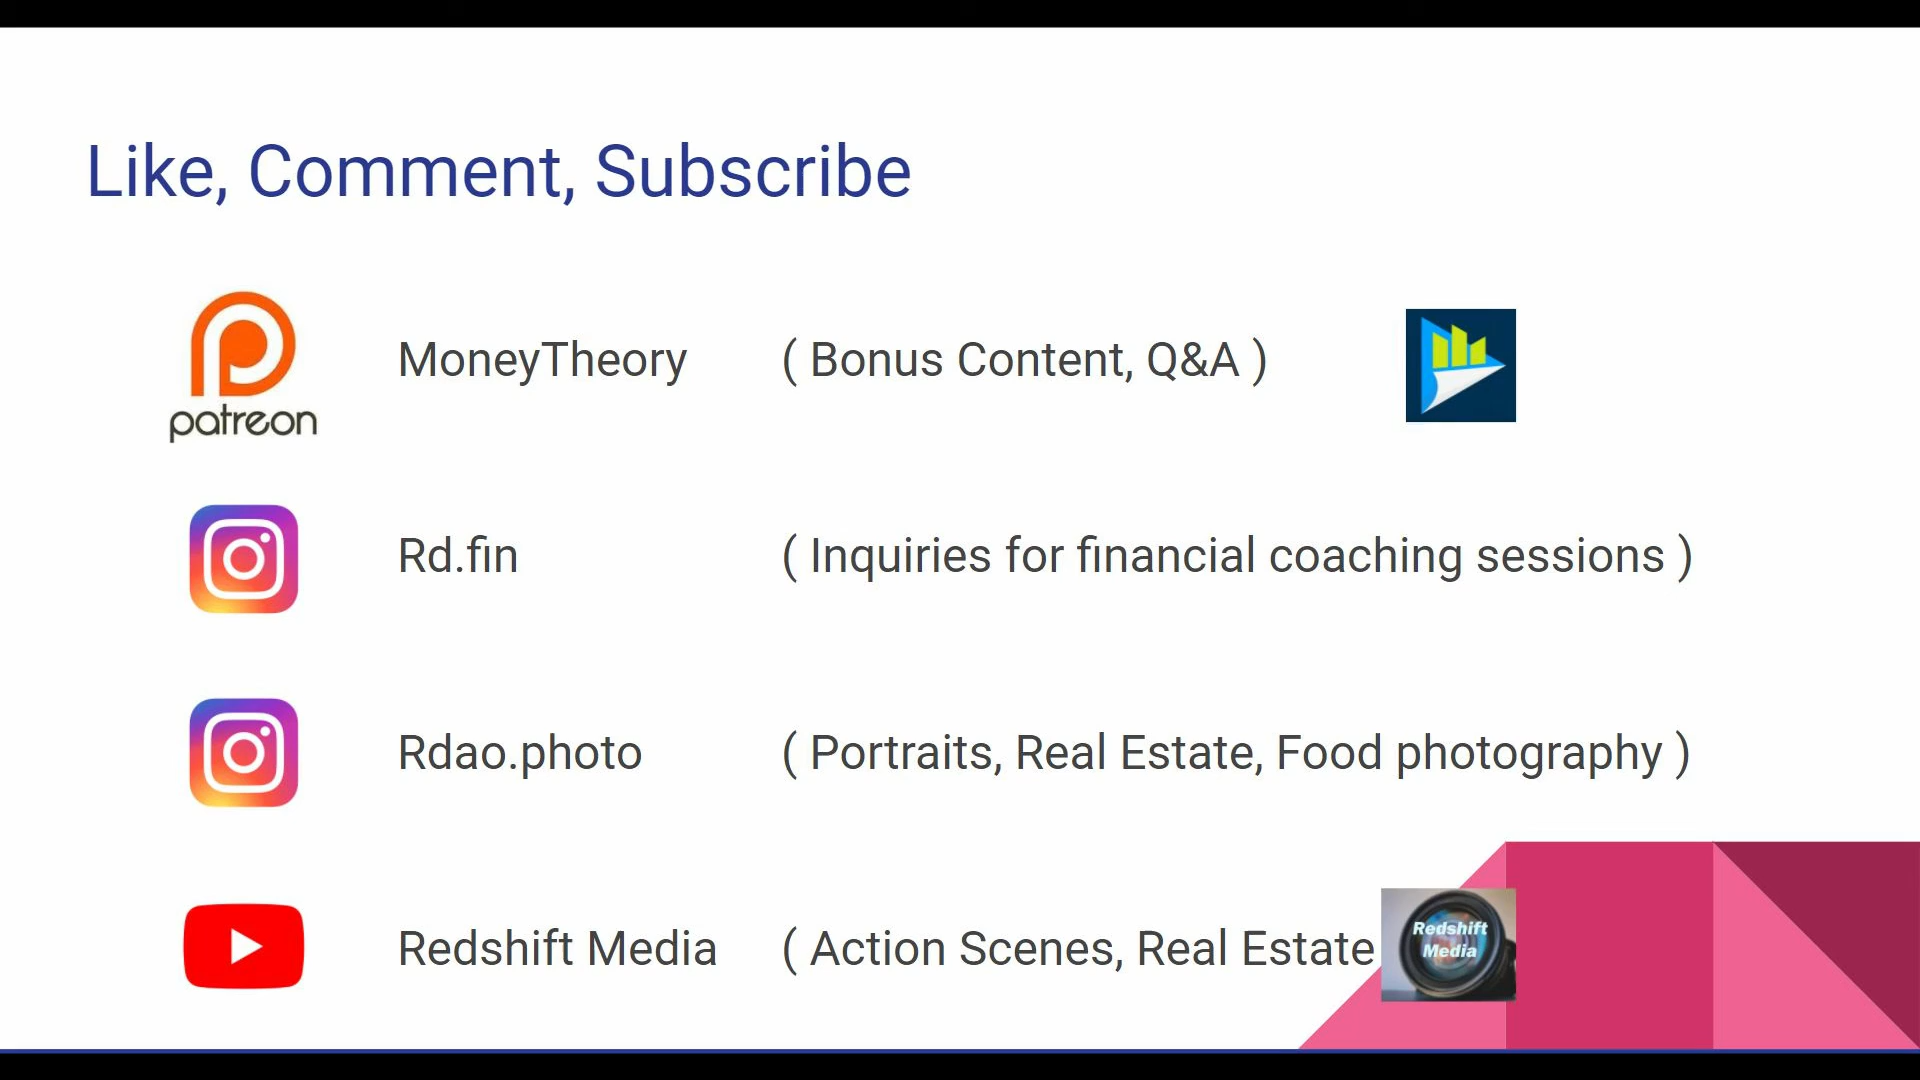 Like, Comment, Subscribe
patreon
MoneyTheory ( Bonus Content, Q&A )
Rd.fin ( Inquiries for financial coaching sessions )
Rdao.photo ( Portraits, Real Estate, Food photography )
Redshift Media ( Action Scenes, Real Estate
Redshift
Media